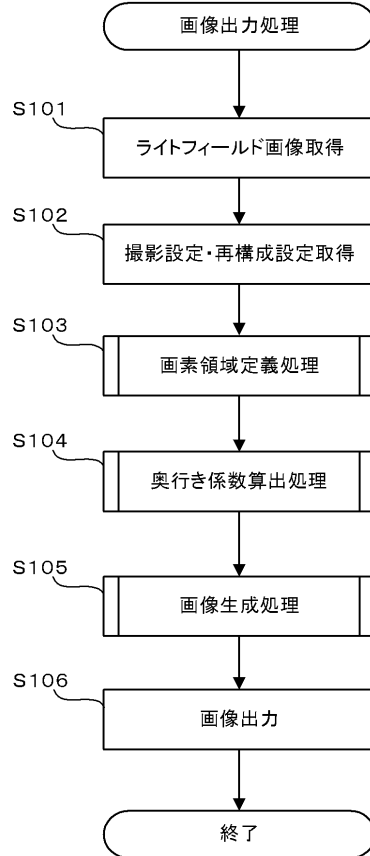 画像出力処理
S101
ライトフィールド画像取得
S102
撮影設定・再構成設定取得
S103
画素領域定義処理
S104
奥行き係数算出処理
S105
画像生成処理
S106
画像出力
終了